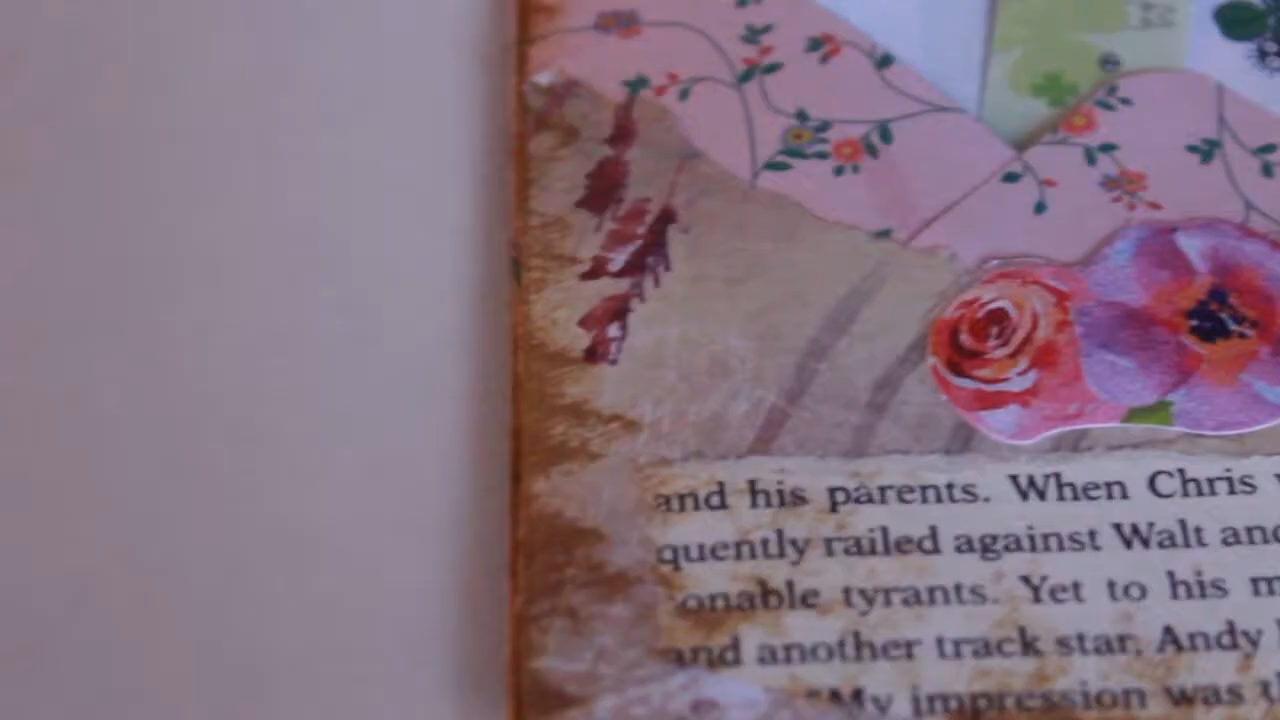 and his parents. When Chris
quently railed against Walt and
onable tyrants. Yet to his
and another track star, Andy
"My impression was